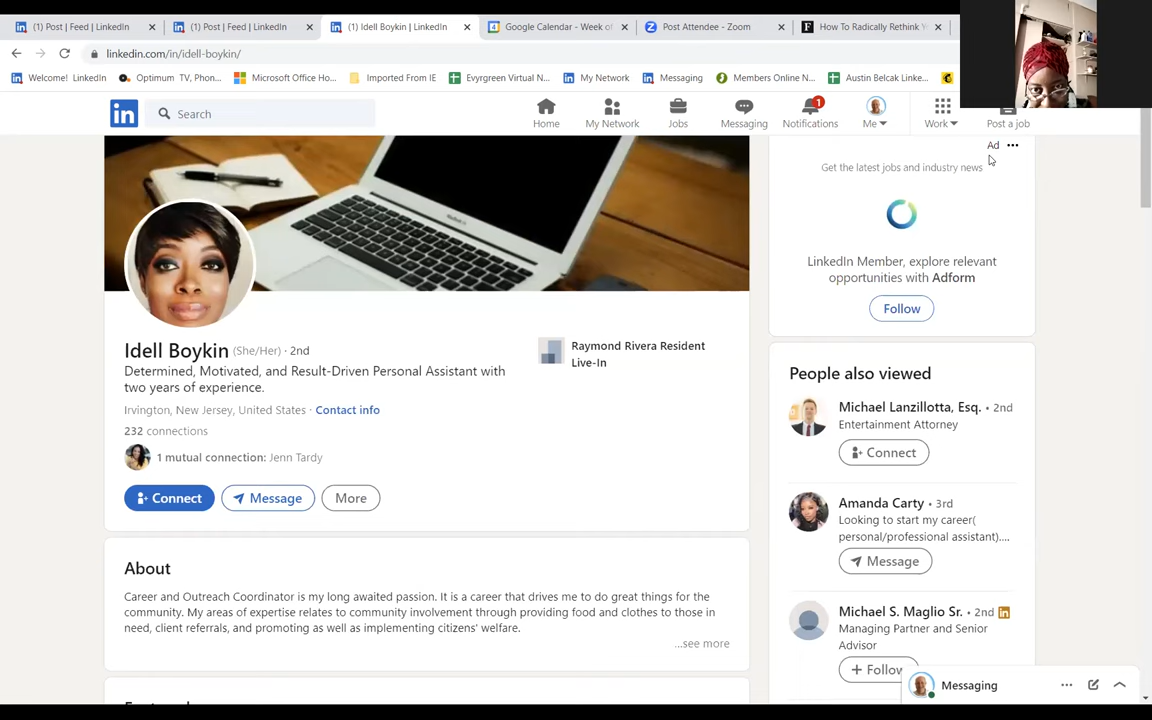 (1) Post | Feed | LinkedIn
(1) Post | Feed | LinkedIn
(1) Idell Boykin | LinkedIn
Google Calendar - Week of
Post Attendee - Zoom
How To Radically Rethink
linkedin.com/in/idell-boykin/
Welcome! LinkedIn
Optimum TV, Phon...
Microsoft Office Ho...
Imported From IE
Evyrgreen Virtual N...
My Network
Messaging
Members Online N...
Austin Belcak Linke...
in
Search
Home
My Network
Jobs
Messaging
1
Notifications
Me
Work
Post a job
Idell Boykin (She/Her) · 2nd
Determined, Motivated, and Result-Driven Personal Assistant with
two years of experience.
Irvington, New Jersey, United States · Contact info
232 connections
1 mutual connection: Jenn Tardy
Connect
Message
More
Raymond Rivera Resident
Live-In
About
Career and Outreach Coordinator is my long awaited passion. It is a career that drives me to do great things for the
community. My areas of expertise relates to community involvement through providing food and clothes to those in
need, client referrals, and promoting as well as implementing citizens' welfare.
...see more
Ad
Get the latest jobs and industry news
LinkedIn Member, explore relevant
opportunities with Adform
Follow
People also viewed
Michael Lanzillotta, Esq. • 2nd
Entertainment Attorney
Connect
Amanda Carty • 3rd
Looking to start my career(
personal/professional assistant)....
Message
Michael S. Maglio Sr. • 2nd in
Managing Partner and Senior
Advisor
+ Follow
Messaging